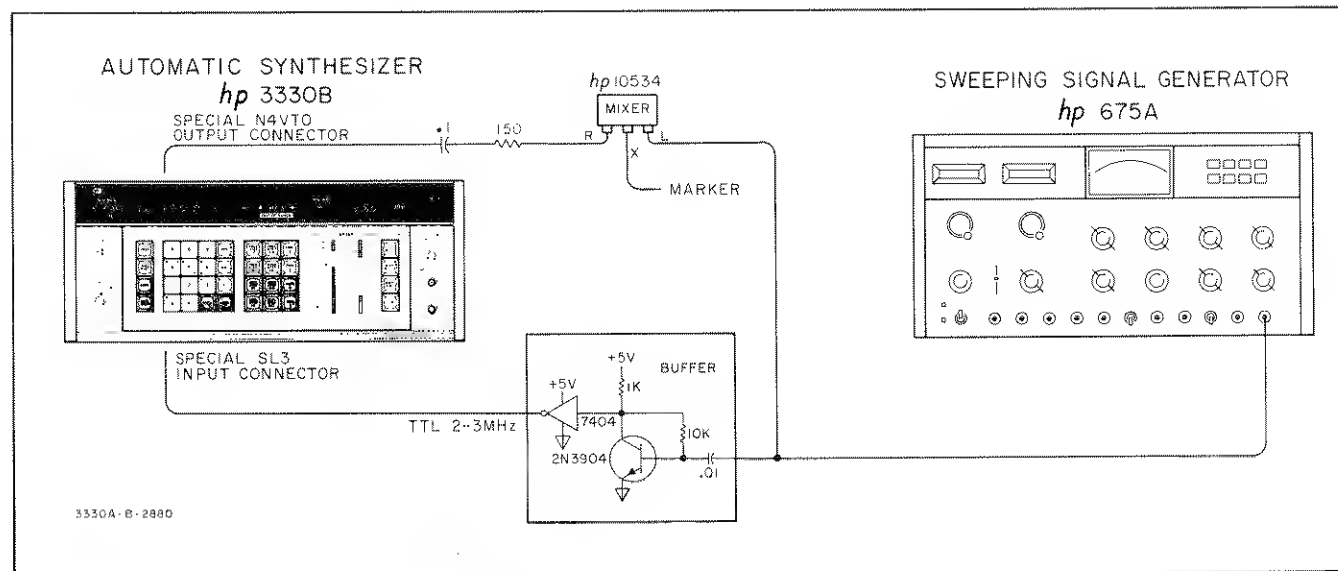 AUTOMATIC SYNTHESIZER
hp 3330B
SPECIAL N4VTO
OUTPUT CONNECTOR
.1
150
hp 10534
MIXER
R
X
L
MARKER
SWEEPING SIGNAL GENERATOR
hp 675A
SPECIAL SL3
INPUT CONNECTOR
TTL 2-3MHz
+5V
BUFFER
1K
+5V
7404
10K
2N3904
.01
3330A-B-2880